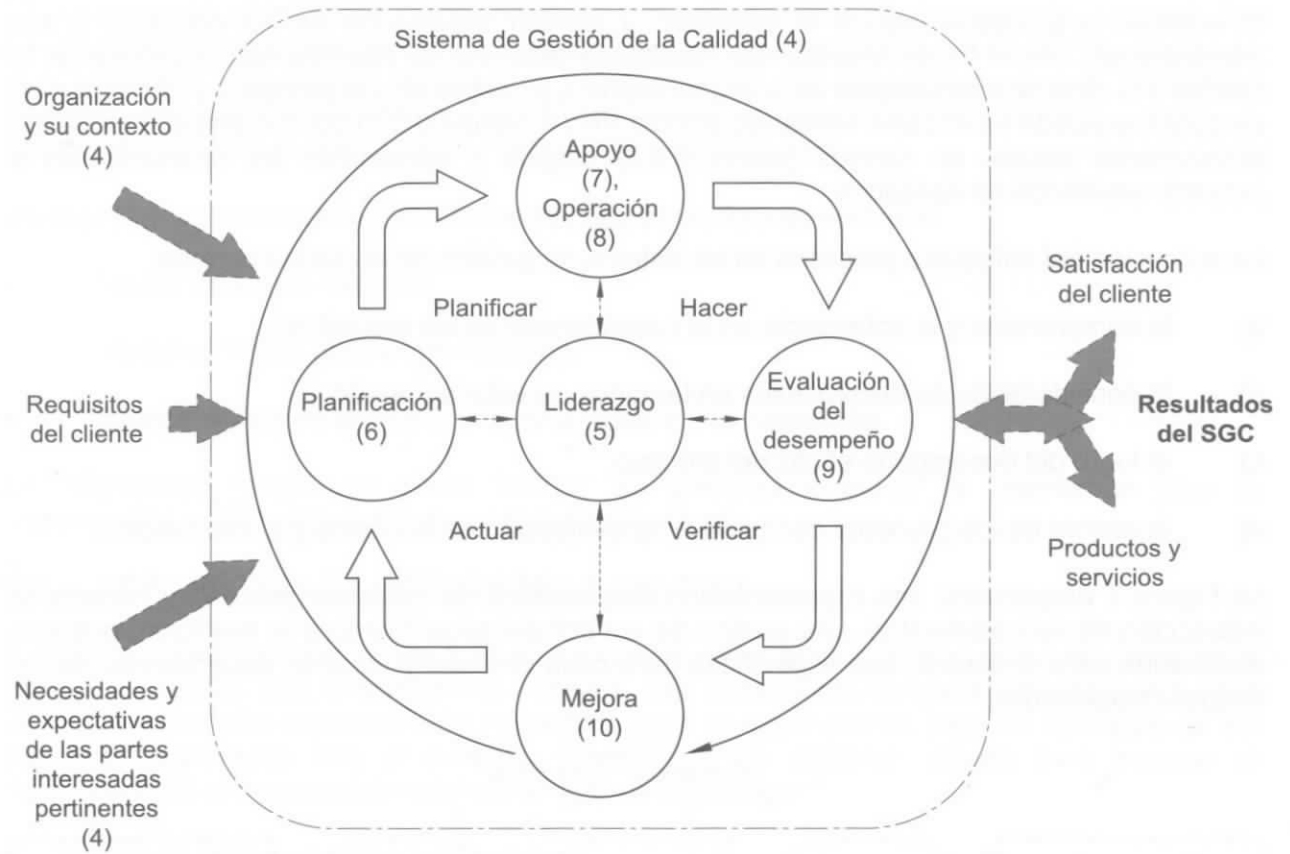 Sistema de Gestión de la Calidad (4)
Organización
y su contexto
(4)
Apoyo
(7),
Operación
(8)
Planificar
Hacer
Satisfacción
del cliente
Requisitos
del cliente
Planificación
(6)
Liderazgo
(5)
Evaluación
del
desempeño
(9)
Resultados
del SGC
Actuar
Verificar
Productos y
servicios
Necesidades y
expectativas
de las partes
interesadas
pertinentes
(4)
Mejora
(10)